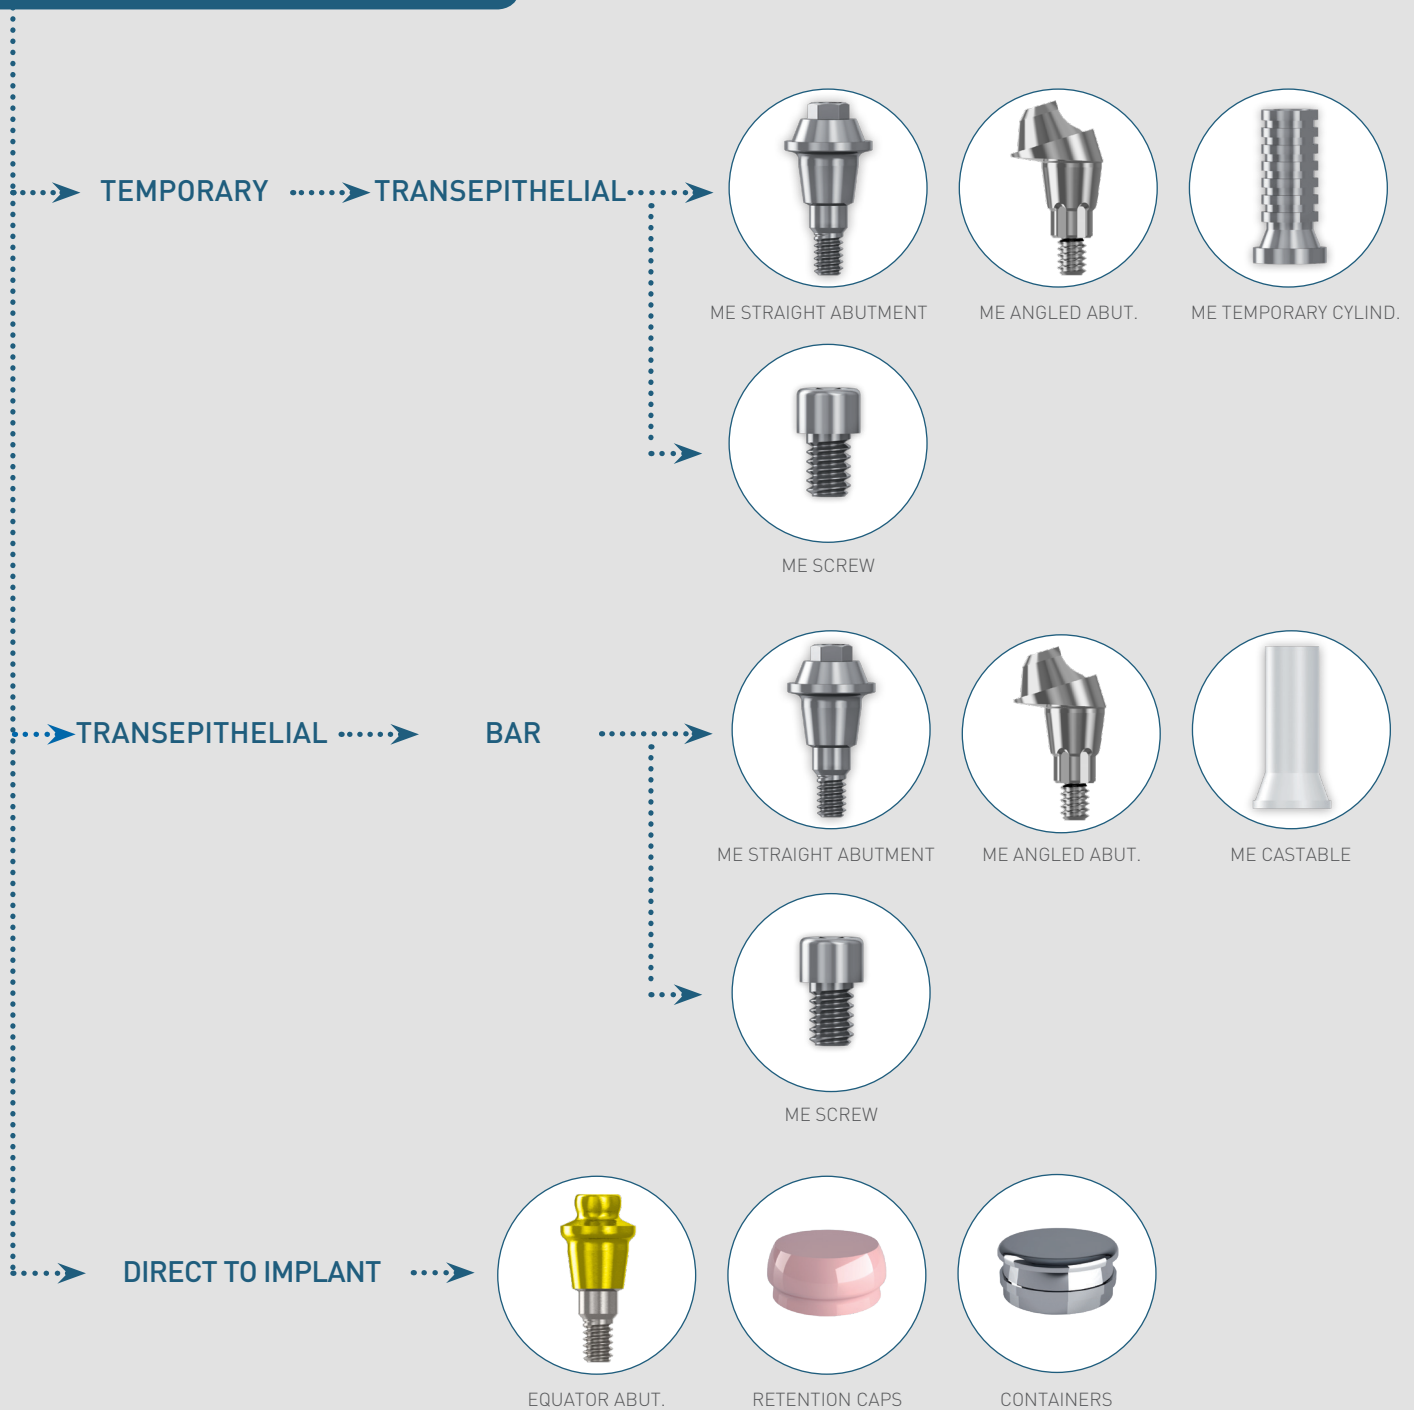 TEMPORARY
TRANSEPITHELIAL
ME STRAIGHT ABUTMENT
ME ANGLED ABUT.
ME TEMPORARY CYLIND.
ME SCREW
TRANSEPITHELIAL
BAR
ME STRAIGHT ABUTMENT
ME ANGLED ABUT.
ME CASTABLE
ME SCREW
DIRECT TO IMPLANT
EQUATOR ABUT.
RETENTION CAPS
CONTAINERS